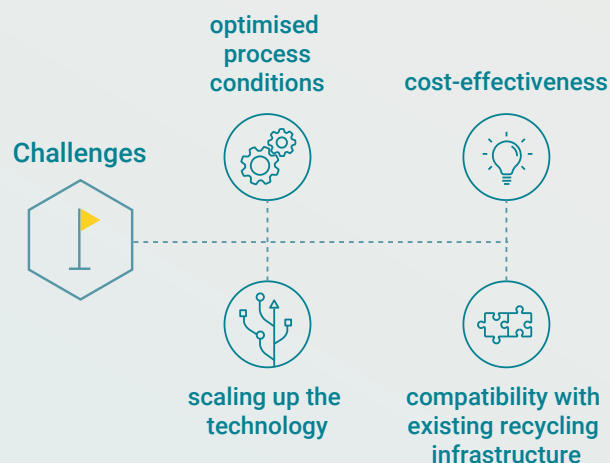 Challenges
optimised
process
conditions
cost-effectiveness
scaling up the
technology
compatibility with
existing recycling
infrastructure